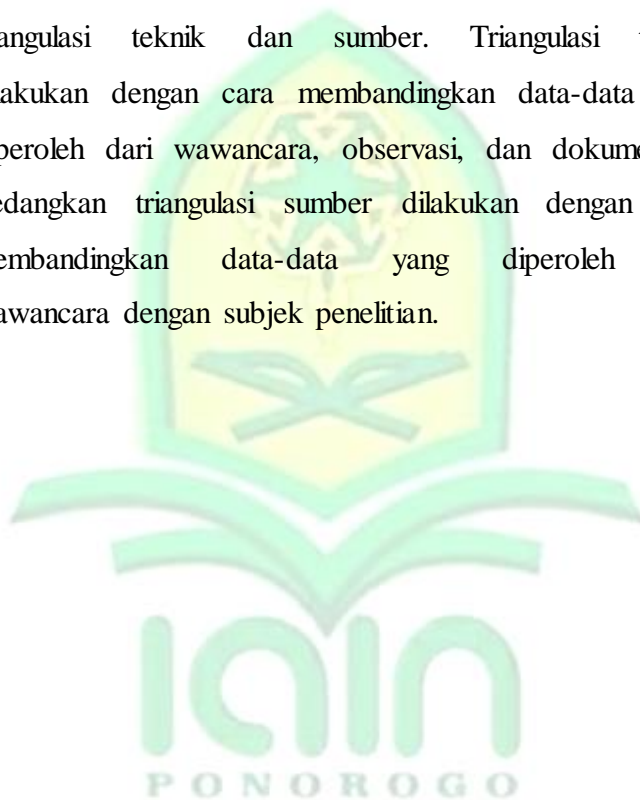 angulasi teknik dan sumber. Triangulasi
akukan dengan cara membandingkan data-data
peroleh dari wawancara, observasi, dan dokume
edangkan triangulasi sumber dilakukan dengan
embandingkan data-data yang diperoleh
awancara dengan subjek penelitian.
IAIN
PONOROGO